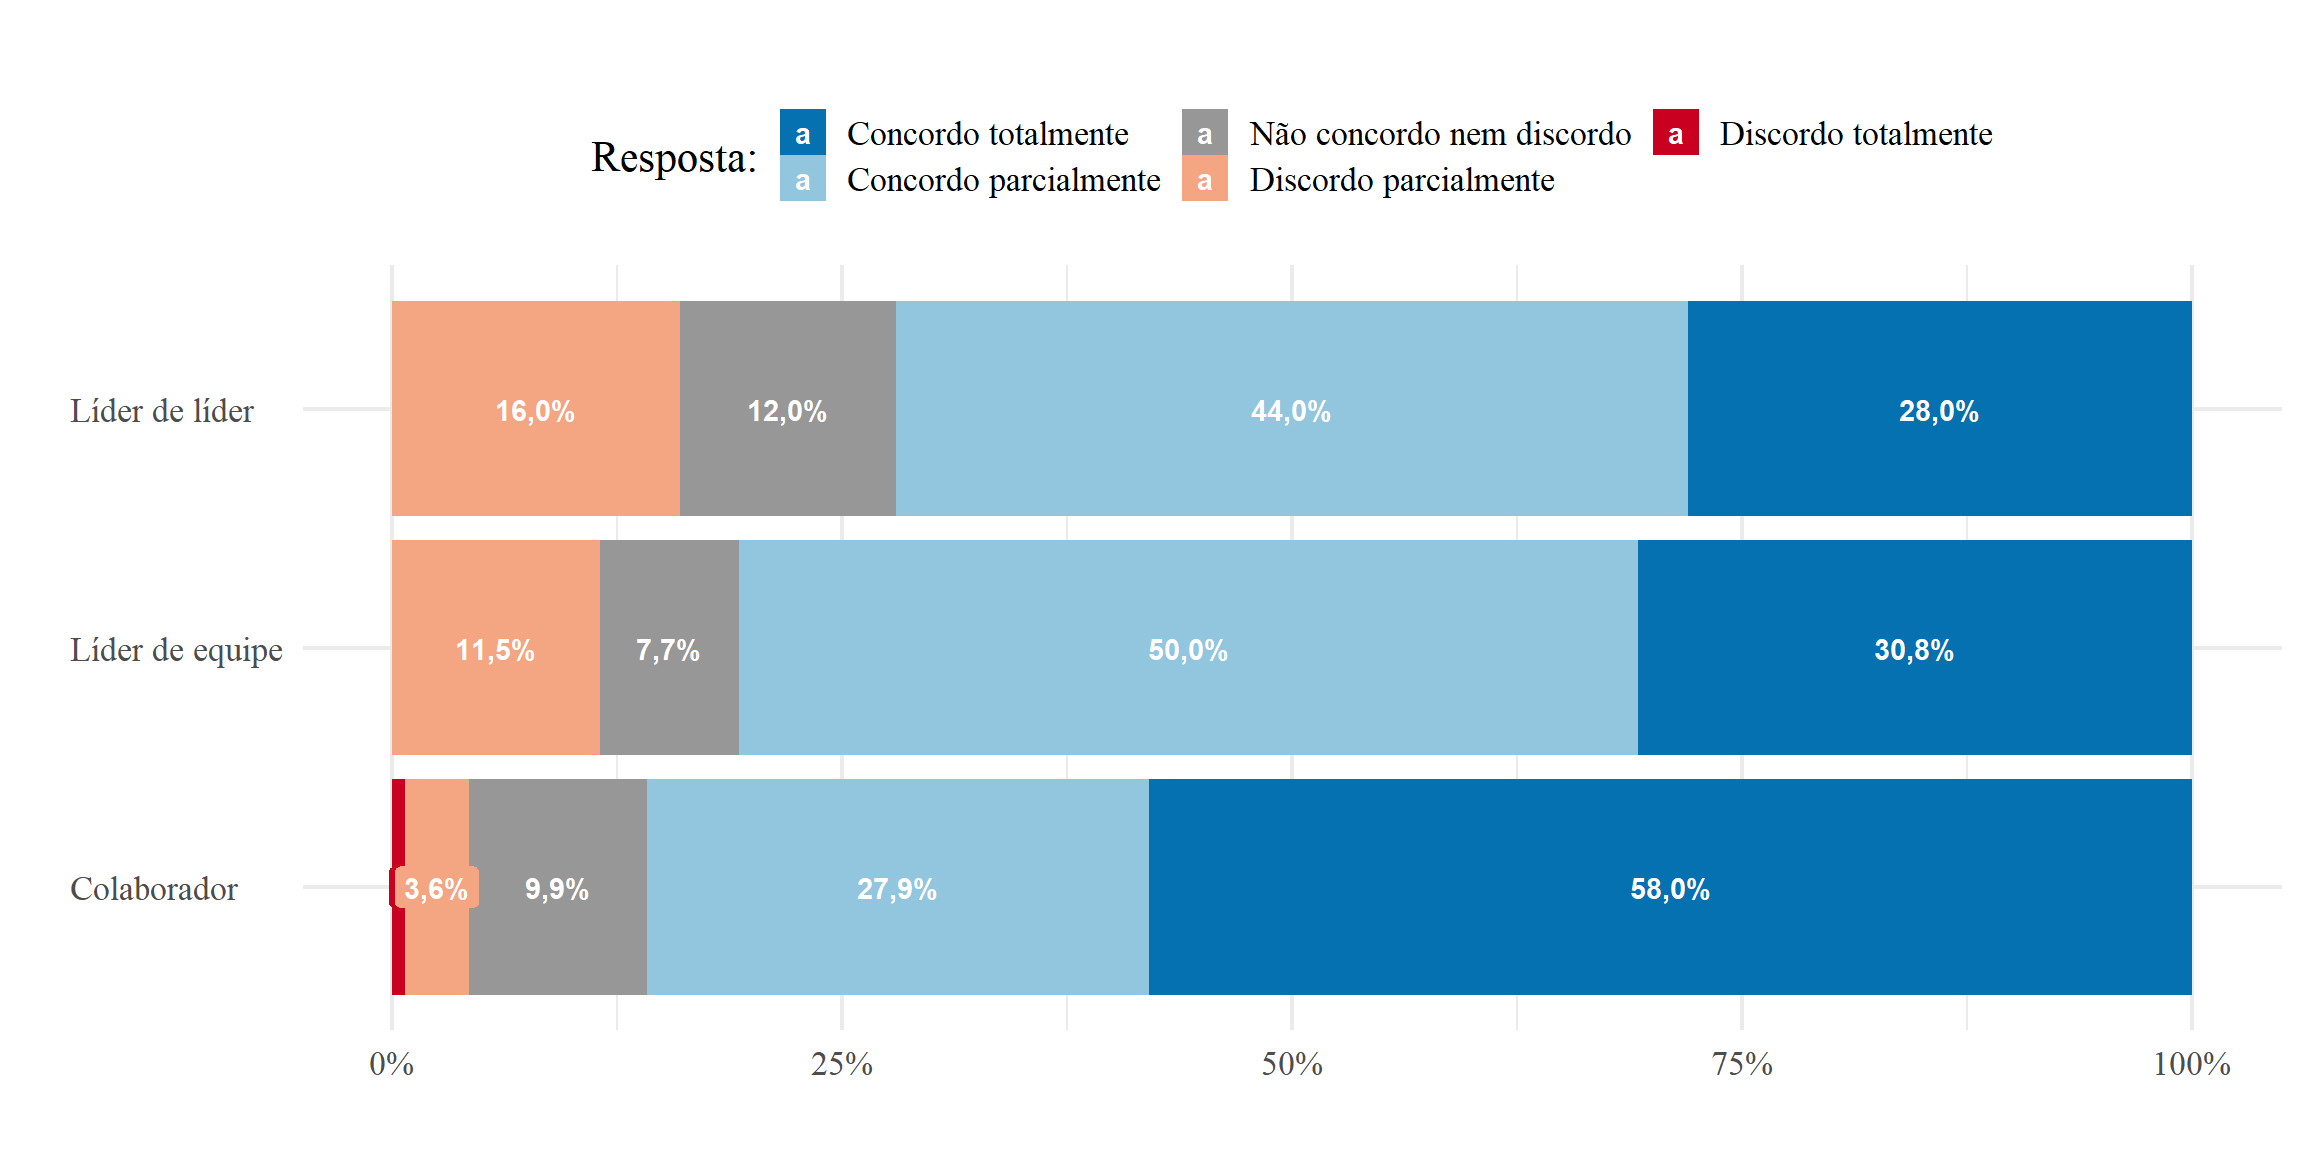 Resposta:
a Concordo totalmente
a Concordo parcialmente
a Não concordo nem discordo
a Discordo parcialmente
a Discordo totalmente
Líder de líder
16,0% 12,0% 44,0% 28,0%
Líder de equipe
11,5% 7,7% 50,0% 30,8%
Colaborador
3,6% 9,9% 27,9% 58,0%
0% 25% 50% 75% 100%